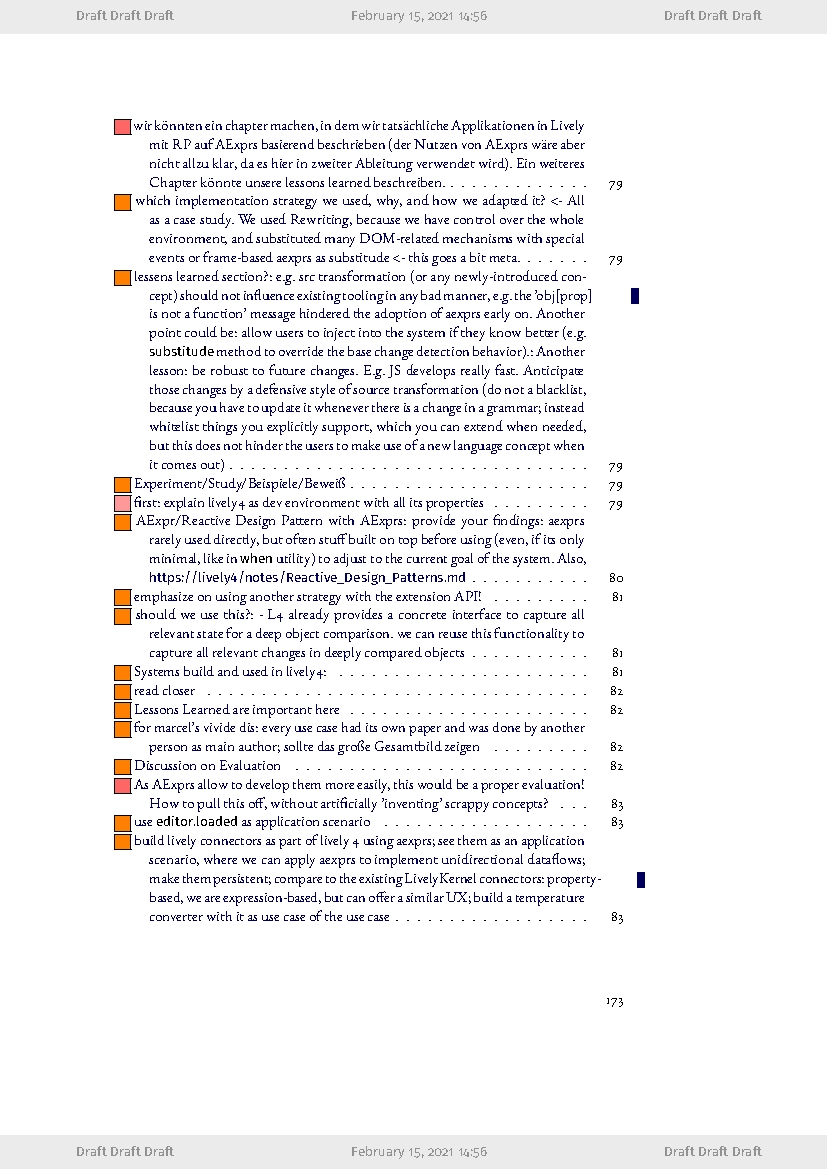 Draft Draft Draft February 15, 2021 14:56 Draft Draft Draft
wir könnten ein chapter machen, in dem wir tatsächliche Applikationen in Lively
mit RP auf AExprs basierend beschrieben (der Nutzen von AExprs wäre aber
nicht allzu klar, da es hier in zweiter Ableitung verwendet wird). Ein weiteres
Chapter könnte unsere lessons learned beschreiben. . . . . . . . . . . . . . . 79
which implementation strategy we used, why, and how we adapted it? <- All
as a case study. We used Rewriting, because we have control over the whole
environment, and substituted many DOM-related mechanisms with special
events or frame-based aexprs as substitute <- this goes a bit meta. . . . . . . . 79
lessens learned section?: e.g. src transformation (or any newly-introduced con-
cept) should not influence existing tooling in any bad manner, e.g. the 'obj[prop]
is not a function' message hindered the adoption of aexprs early on. Another
point could be: allow users to inject into the system if they know better (e.g.
substitude method to override the base change detection behavior).: Another
lesson: be robust to future changes. E.g. JS develops really fast. Anticipate
those changes by a defensive style of source transformation (do not a blacklist,
because you have to update it whenever there is a change in a grammar; instead
whitelist things you explicitly support, which you can extend when needed,
but this does not hinder the users to make use of a new language concept when
it comes out) . . . . . . . . . . . . . . . . . . . . . . . . . . . . . . . . . . 79
Experiment/Study/Beispiele/Beweiß . . . . . . . . . . . . . . . . . . . . . . 79
first: explain lively4 as dev environment with all its properties . . . . . . . . . 79
AExpr/Reactive Design Pattern with AExprs: provide your findings: aexprs
rarely used directly, but often stuff built on top before using (even, if its only
minimal, like in when utility) to adjust to the current goal of the system. Also,
https://lively4/notes/Reactive_Design_Patterns.md . . . . . . . . . . . 80
emphasize on using another strategy with the extension API! . . . . . . . . . 81
should we use this?: - L4 already provides a concrete interface to capture all
relevant state for a deep object comparison. we can reuse this functionality to
capture all relevant changes in deeply compared objects . . . . . . . . . . . 81
Systems build and used in lively4: . . . . . . . . . . . . . . . . . . . . . . . 81
read closer . . . . . . . . . . . . . . . . . . . . . . . . . . . . . . . . . . . . 82
Lessons Learned are important here . . . . . . . . . . . . . . . . . . . . . . 82
for marcel's vivide dis: every use case had its own paper and was done by another
person as main author; sollte das große Gesamtbild zeigen . . . . . . . . . 82
Discussion on Evaluation . . . . . . . . . . . . . . . . . . . . . . . . . . . . 82
As AExprs allow to develop them more easily, this would be a proper evaluation!
How to pull this off, without artificially 'inventing' scrappy concepts? . . . 83
use editor.loaded as application scenario . . . . . . . . . . . . . . . . . . . 83
build lively connectors as part of lively 4 using aexprs; see them as an application
scenario, where we can apply aexprs to implement unidirectional dataflows;
make them persistent; compare to the existing LivelyKernel connectors: property-
based, we are expression-based, but can offer a similar UX; build a temperature
converter with it as use case of the use case . . . . . . . . . . . . . . . . . . 83
173
Draft Draft Draft February 15, 2021 14:56 Draft Draft Draft